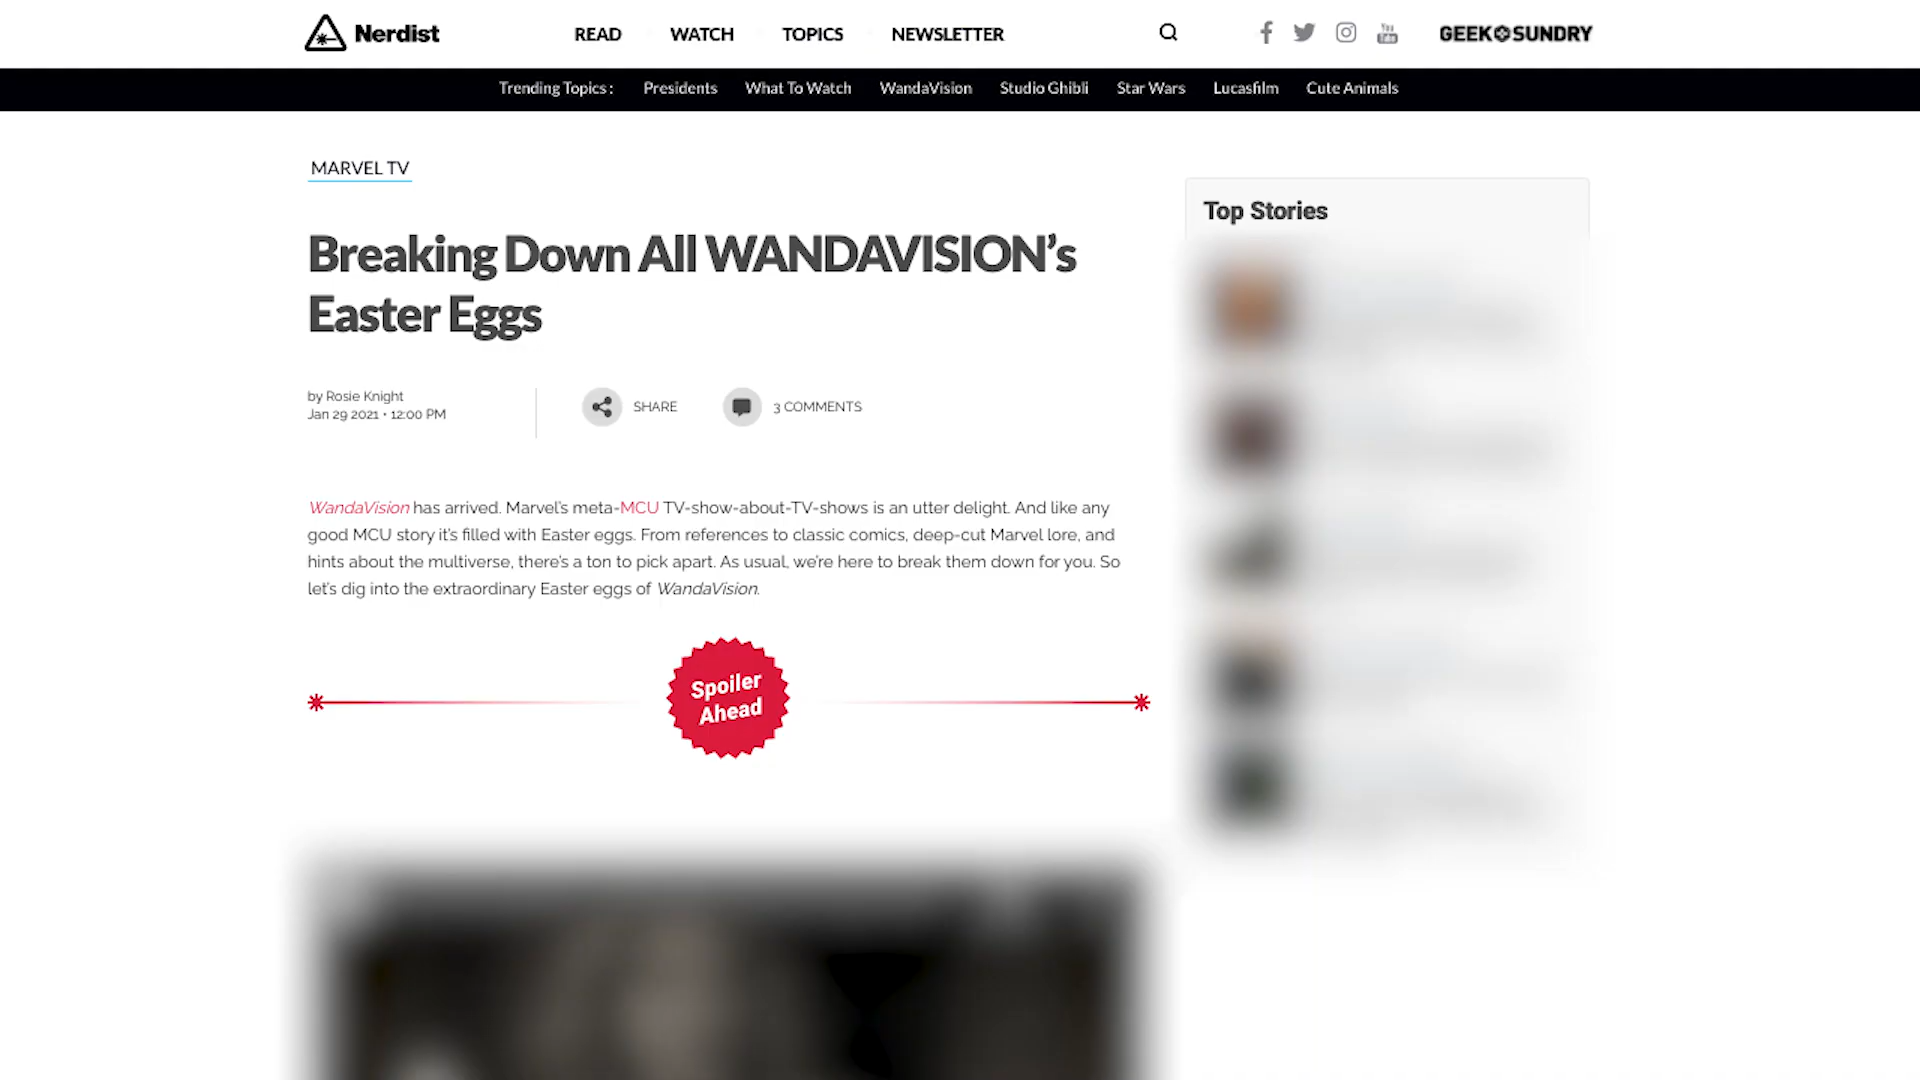 Nerdist
READ WATCH TOPICS NEWSLETTER
You Tube
GEEK & SUNDRY
Trending Topics : Presidents What To Watch WandaVision Studio Ghibli Star Wars Lucasfilm Cute Animals
MARVEL TV
Breaking Down All WANDAVISION’s
Easter Eggs
by Rosie Knight
Jan 29 2021 • 12:00 PM
SHARE
3 COMMENTS
WandaVision has arrived. Marvel’s meta-MCU TV-show-about-TV-shows is an utter delight. And like any
good MCU story it’s filled with Easter eggs. From references to classic comics, deep-cut Marvel lore, and
hints about the multiverse, there’s a ton to pick apart. As usual, we’re here to break them down for you. So
let’s dig into the extraordinary Easter eggs of WandaVision.
Spoiler
Ahead
Top Stories